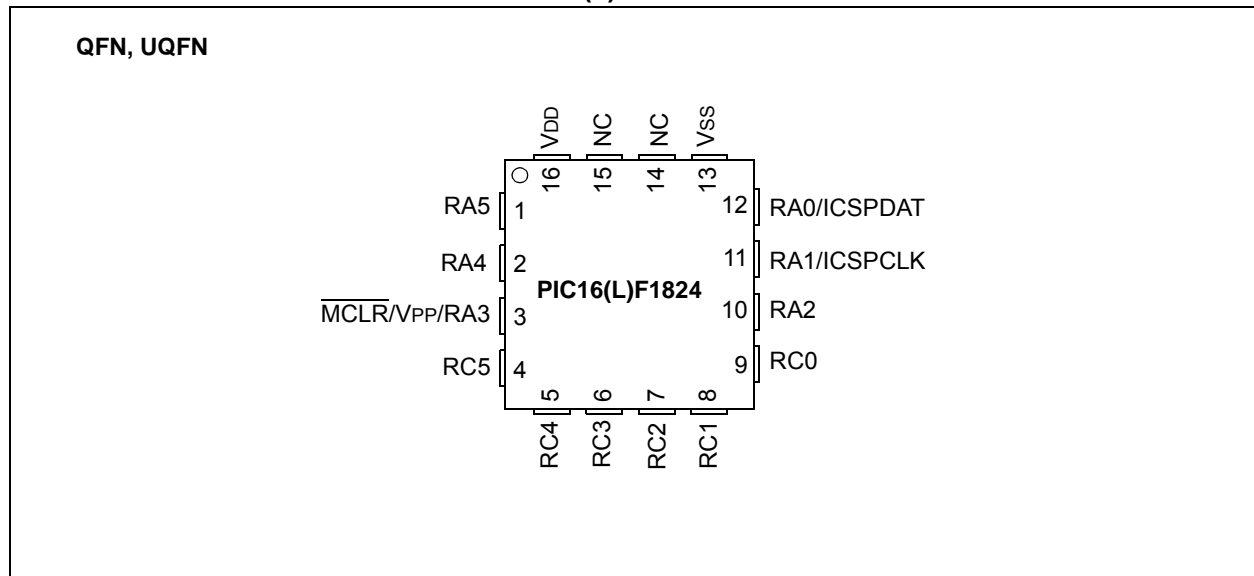 QFN, UQFN
VDD
NC
NC
VSS
16
15
14
13
RA5
1
12
RA0/ICSPDAT
RA4
2
11
RA1/ICSPCLK
PIC16(L)F1824
MCLR/VPP/RA3
3
10
RA2
RC5
4
9
RC0
5
6
7
8
RC4
RC3
RC2
RC1